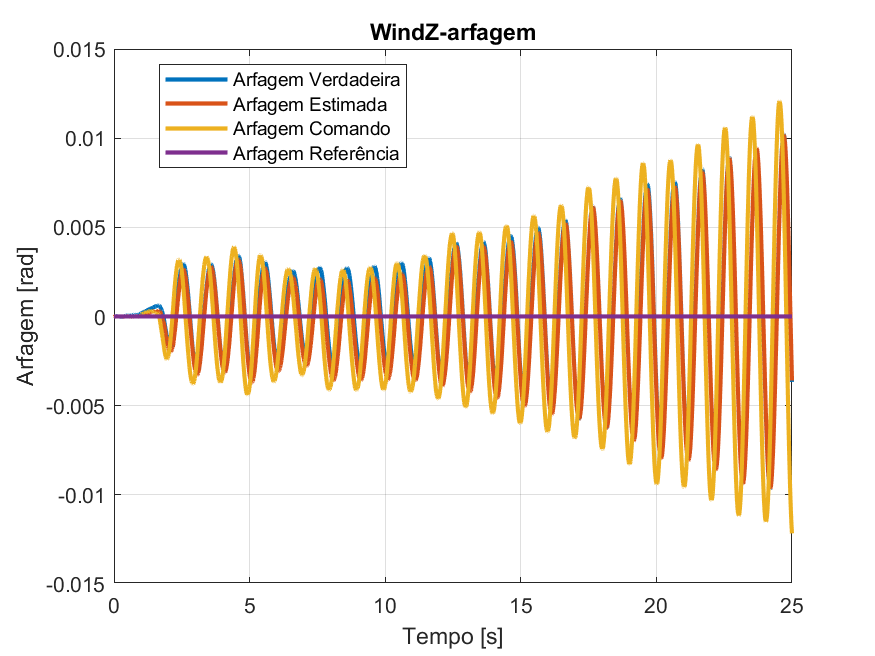 WindZ-arfagem
0.015
0.01
0.005
0
-0.005
-0.01
-0.015
Arfagem [rad]
Arfagem Verdadeira
Arfagem Estimada
Arfagem Comando
Arfagem Referência
0 5 10 15 20 25
Tempo [s]